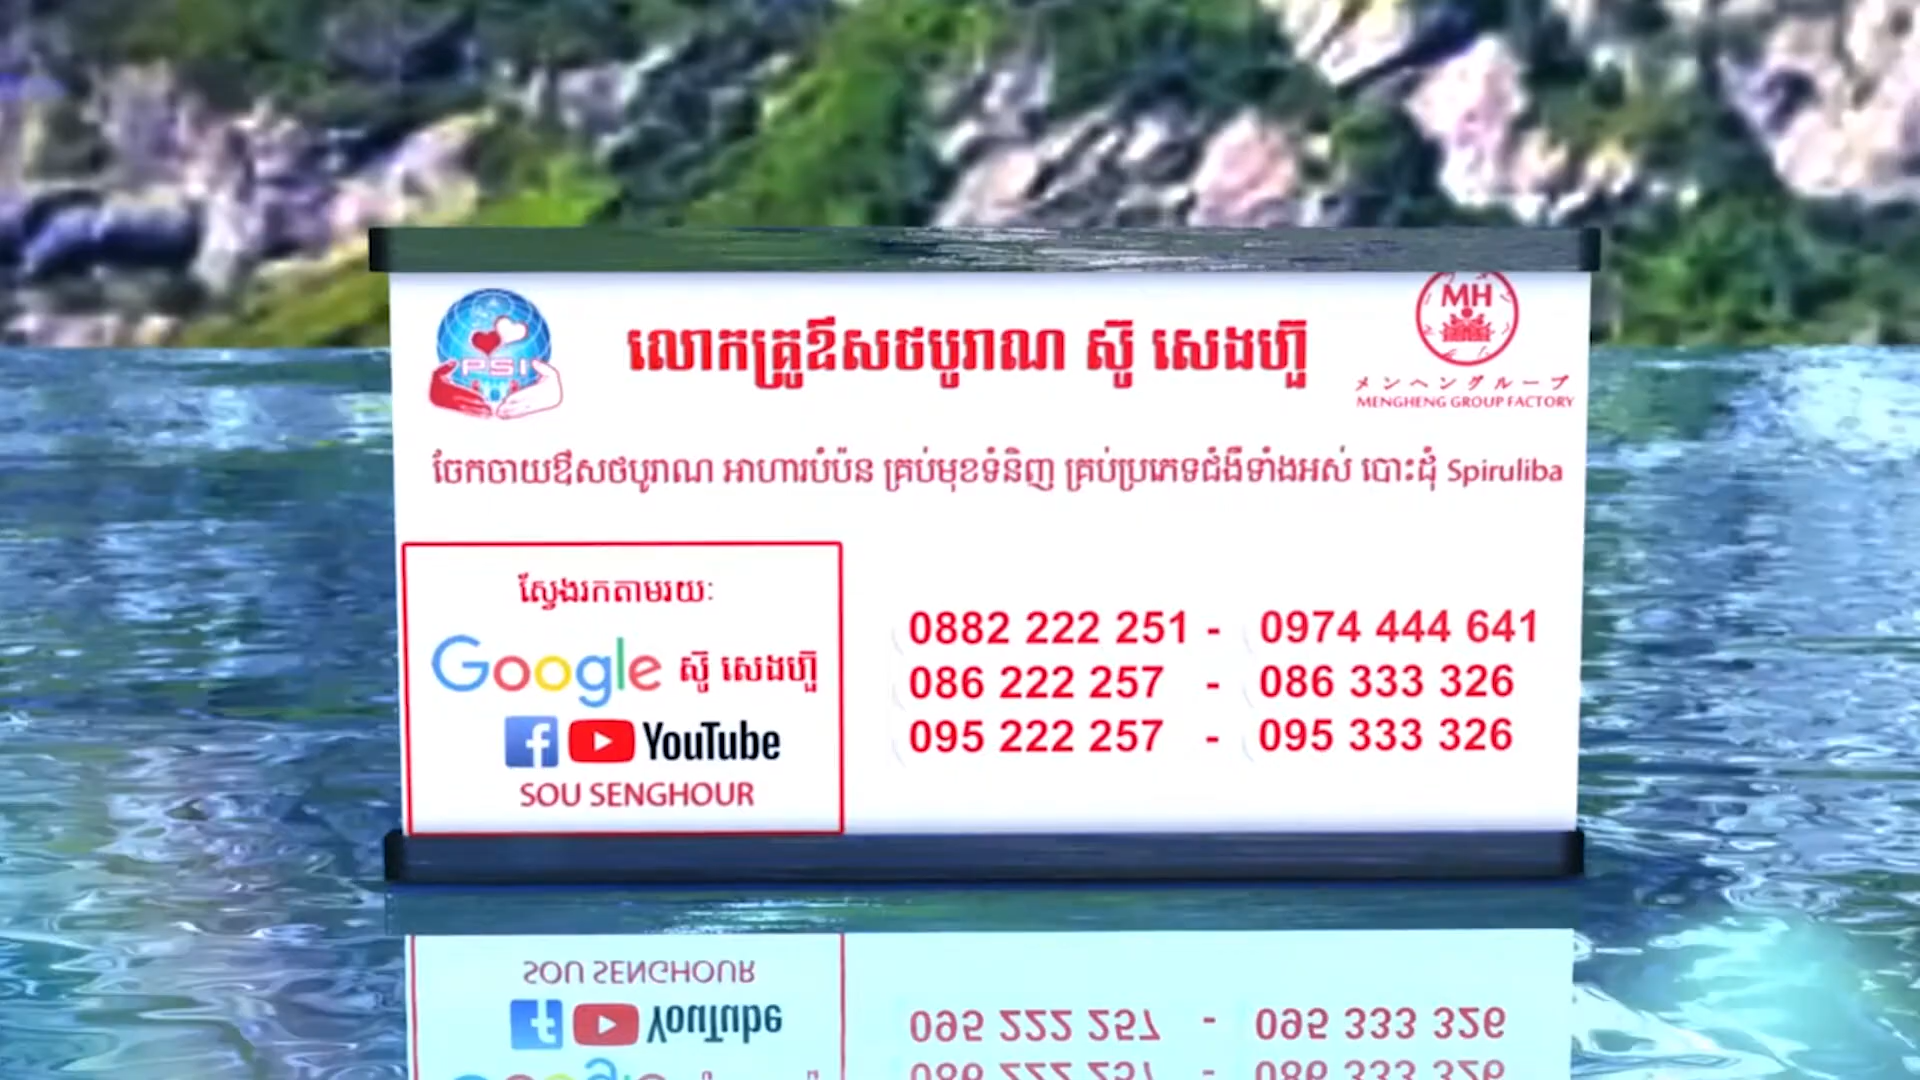 PSI
លោកគ្រូឱសថបូរាណ ស៊ូ សេងហ៊ួ
MH
メンヘングループ
MENGHENG GROUP FACTORY
ចែកចាយឱសថបូរាណ អាហារបំប៉ន គ្រប់មុខទំនិញ គ្រប់ប្រភេទជំងឺទាំងអស់ បោះដុំ Spiruliba
ស្វែងរកតាមរយៈ
Google ស៊ូ សេងហ៊ួ
f YouTube
SOU SENGHOUR
0882 222 251 - 0974 444 641
086 222 257 - 086 333 326
095 222 257 - 095 333 326